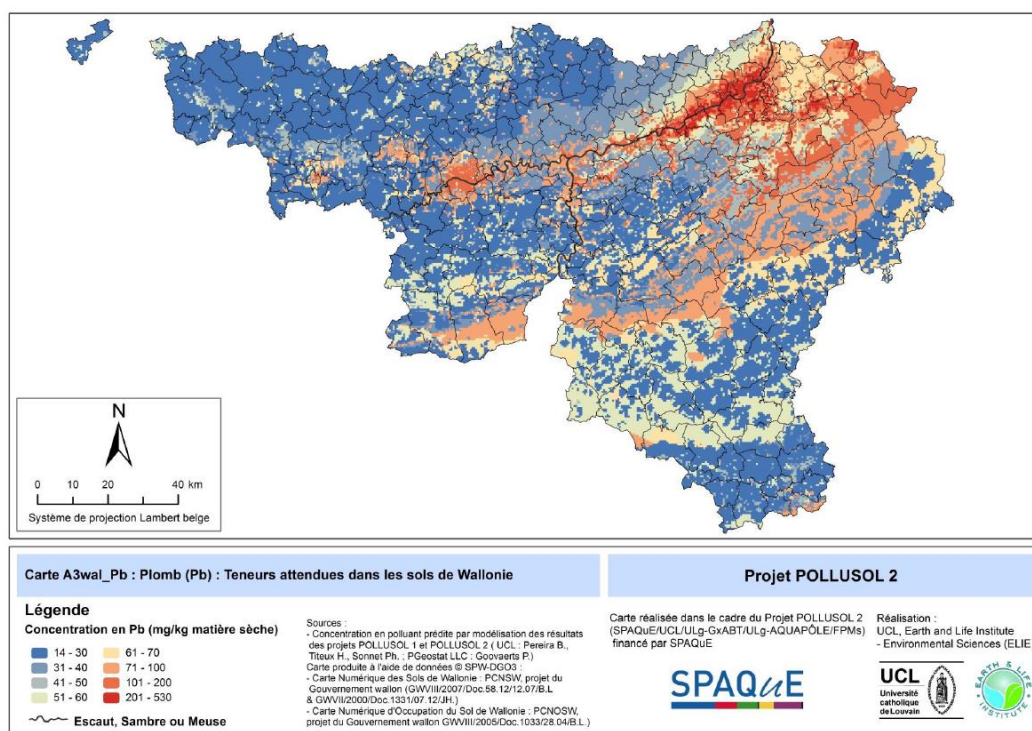 N
0 10 20 40 km
Système de projection Lambert belge
Carte A3wal_Pb : Plomb (Pb) : Teneurs attendues dans les sols de Wallonie
Légende
Concentration en Pb (mg/kg matière sèche)
14 - 30
31 - 40
41 - 50
51 - 60
61 - 70
71 - 100
101 - 200
201 - 530
Escaut, Sambre ou Meuse
Sources :
- Concentration en polluant prédite par modélisation des résultats
des projets POLLUSOL 1 et POLLUSOL 2 ( UCL : Pereira B.,
Titeux H., Sonnet Ph. ; PGeostat LLC : Goovaerts P.)
Carte produite à l'aide de données © SPW-DGO3 :
- Carte Numérique des Sols de Wallonie : PCNSW, projet du
Gouvernement wallon (GWVIII/2007/Doc.58.12/12.07/B.L
& GWVII/2000/Doc.1331/07.12/JH.)
- Carte Numérique d'Occupation du Sol de Wallonie : PCNOSW,
projet du Gouvernement wallon GWVIII/2005/Doc.1033/28.04/B.L.)
Projet POLLUSOL 2
Carte réalisée dans le cadre du Projet POLLUSOL 2
(SPAQuE/UCL/ULg-GxABT/ULg-AQUAPÔLE/FPMs)
financé par SPAQuE
SPAQuE
Réalisation :
UCL, Earth and Life Institute
- Environmental Sciences (ELIE
UCL
Université
catholique
de Louvain
EARTH & LIFE
INSTITUTE